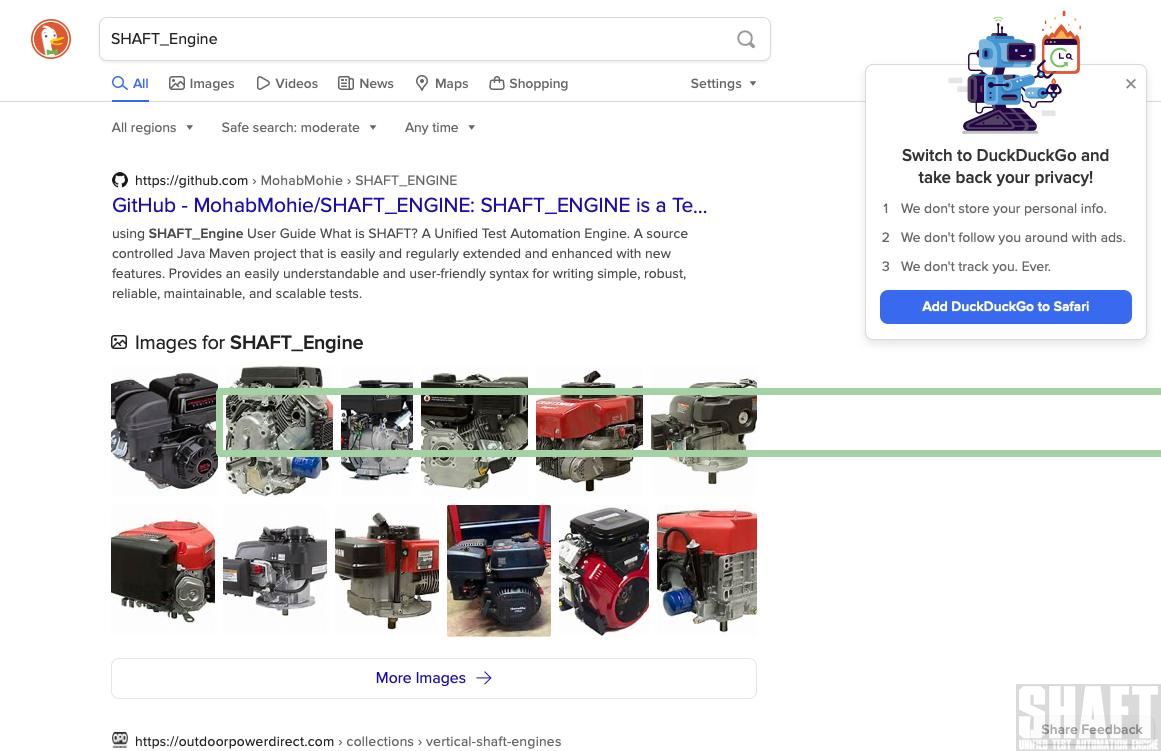 SHAFT_Engine
All
Images
Videos
News
Maps
Shopping
Settings
All regions
Safe search: moderate
Any time
Switch to DuckDuckGo and
take back your privacy!
1 We don't store your personal info.
2 We don't follow you around with ads.
3 We don't track you. Ever.
Add DuckDuckGo to Safari
https://github.com › MohabMohie › SHAFT_ENGINE
GitHub - MohabMohie/SHAFT_ENGINE: SHAFT_ENGINE is a Te...
using SHAFT_Engine User Guide What is SHAFT? A Unified Test Automation Engine. A source
controlled Java Maven project that is easily and regularly extended and enhanced with new
features. Provides an easily understandable and user-friendly syntax for writing simple, robust,
reliable, maintainable, and scalable tests.
Images for SHAFT_Engine
More Images
https://outdoorpowerdirect.com › collections › vertical-shaft-engines
SHAFT
Share Feedback